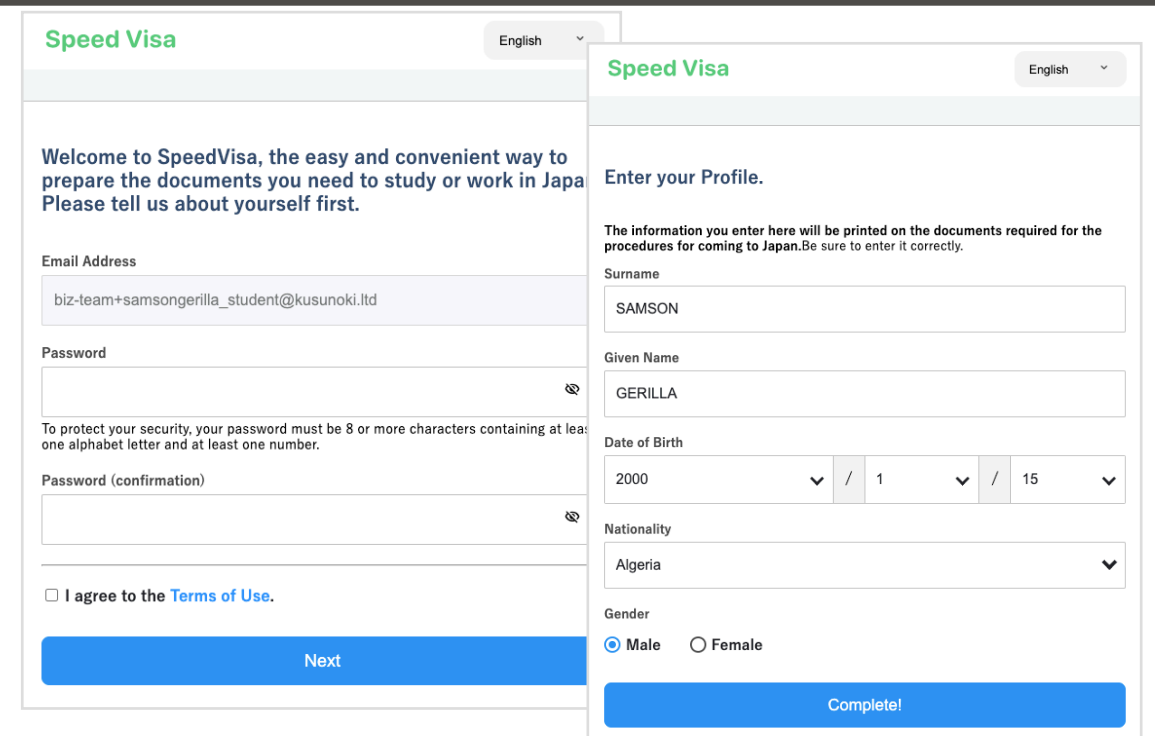 Speed Visa
English
Welcome to SpeedVisa, the easy and convenient way to
prepare the documents you need to study or work in Japa
Please tell us about yourself first.
Email Address
biz-team+samsongerilla_student@kusunoki.ltd
Password
To protect your security, your password must be 8 or more characters containing at leas
one alphabet letter and at least one number.
Password (confirmation)
I agree to the Terms of Use.
Next
Speed Visa
English
Enter your Profile.
The information you enter here will be printed on the documents required for the
procedures for coming to Japan.Be sure to enter it correctly.
Surname
SAMSON
Given Name
GERILLA
Date of Birth
2000 / 1 / 15
Nationality
Algeria
Gender
Male Female
Complete!